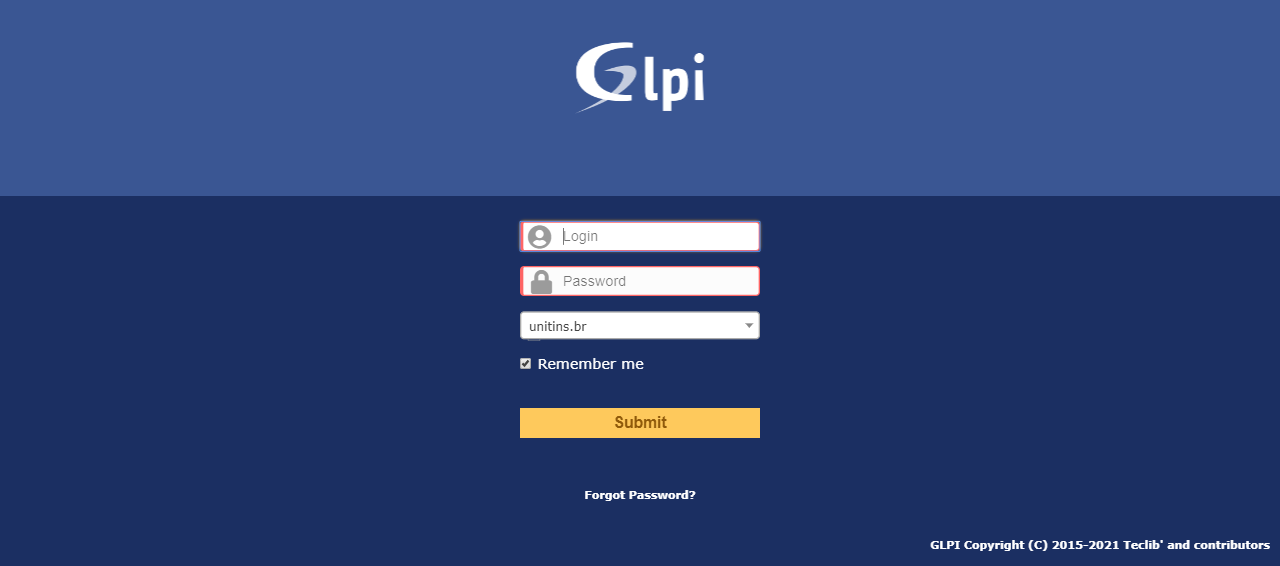 Glpi
Login
Password
unitins.br
Remember me
Submit
Forgot Password?
GLPI Copyright (C) 2015-2021 Teclib' and contributors